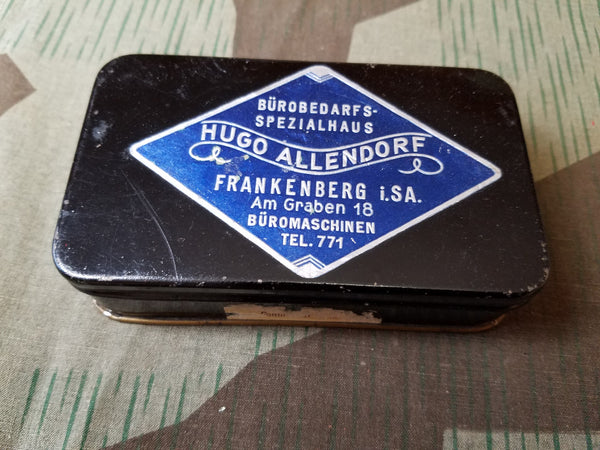 BÜROBEDARFS-
SPEZIALHAUS
HUGO ALLENDORF
FRANKENBERG i.SA.
Am Graben 18
BÜROMASCHINEN
TEL. 771